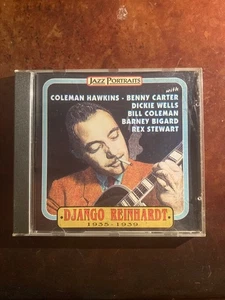 JAZZ PORTRAITS
with
COLEMAN HAWKINS - BENNY CARTER
DICKIE WELLS
BILL COLEMAN
BARNEY BIGARD
REX STEWART
DJANGO REINHARDT
1935-1939